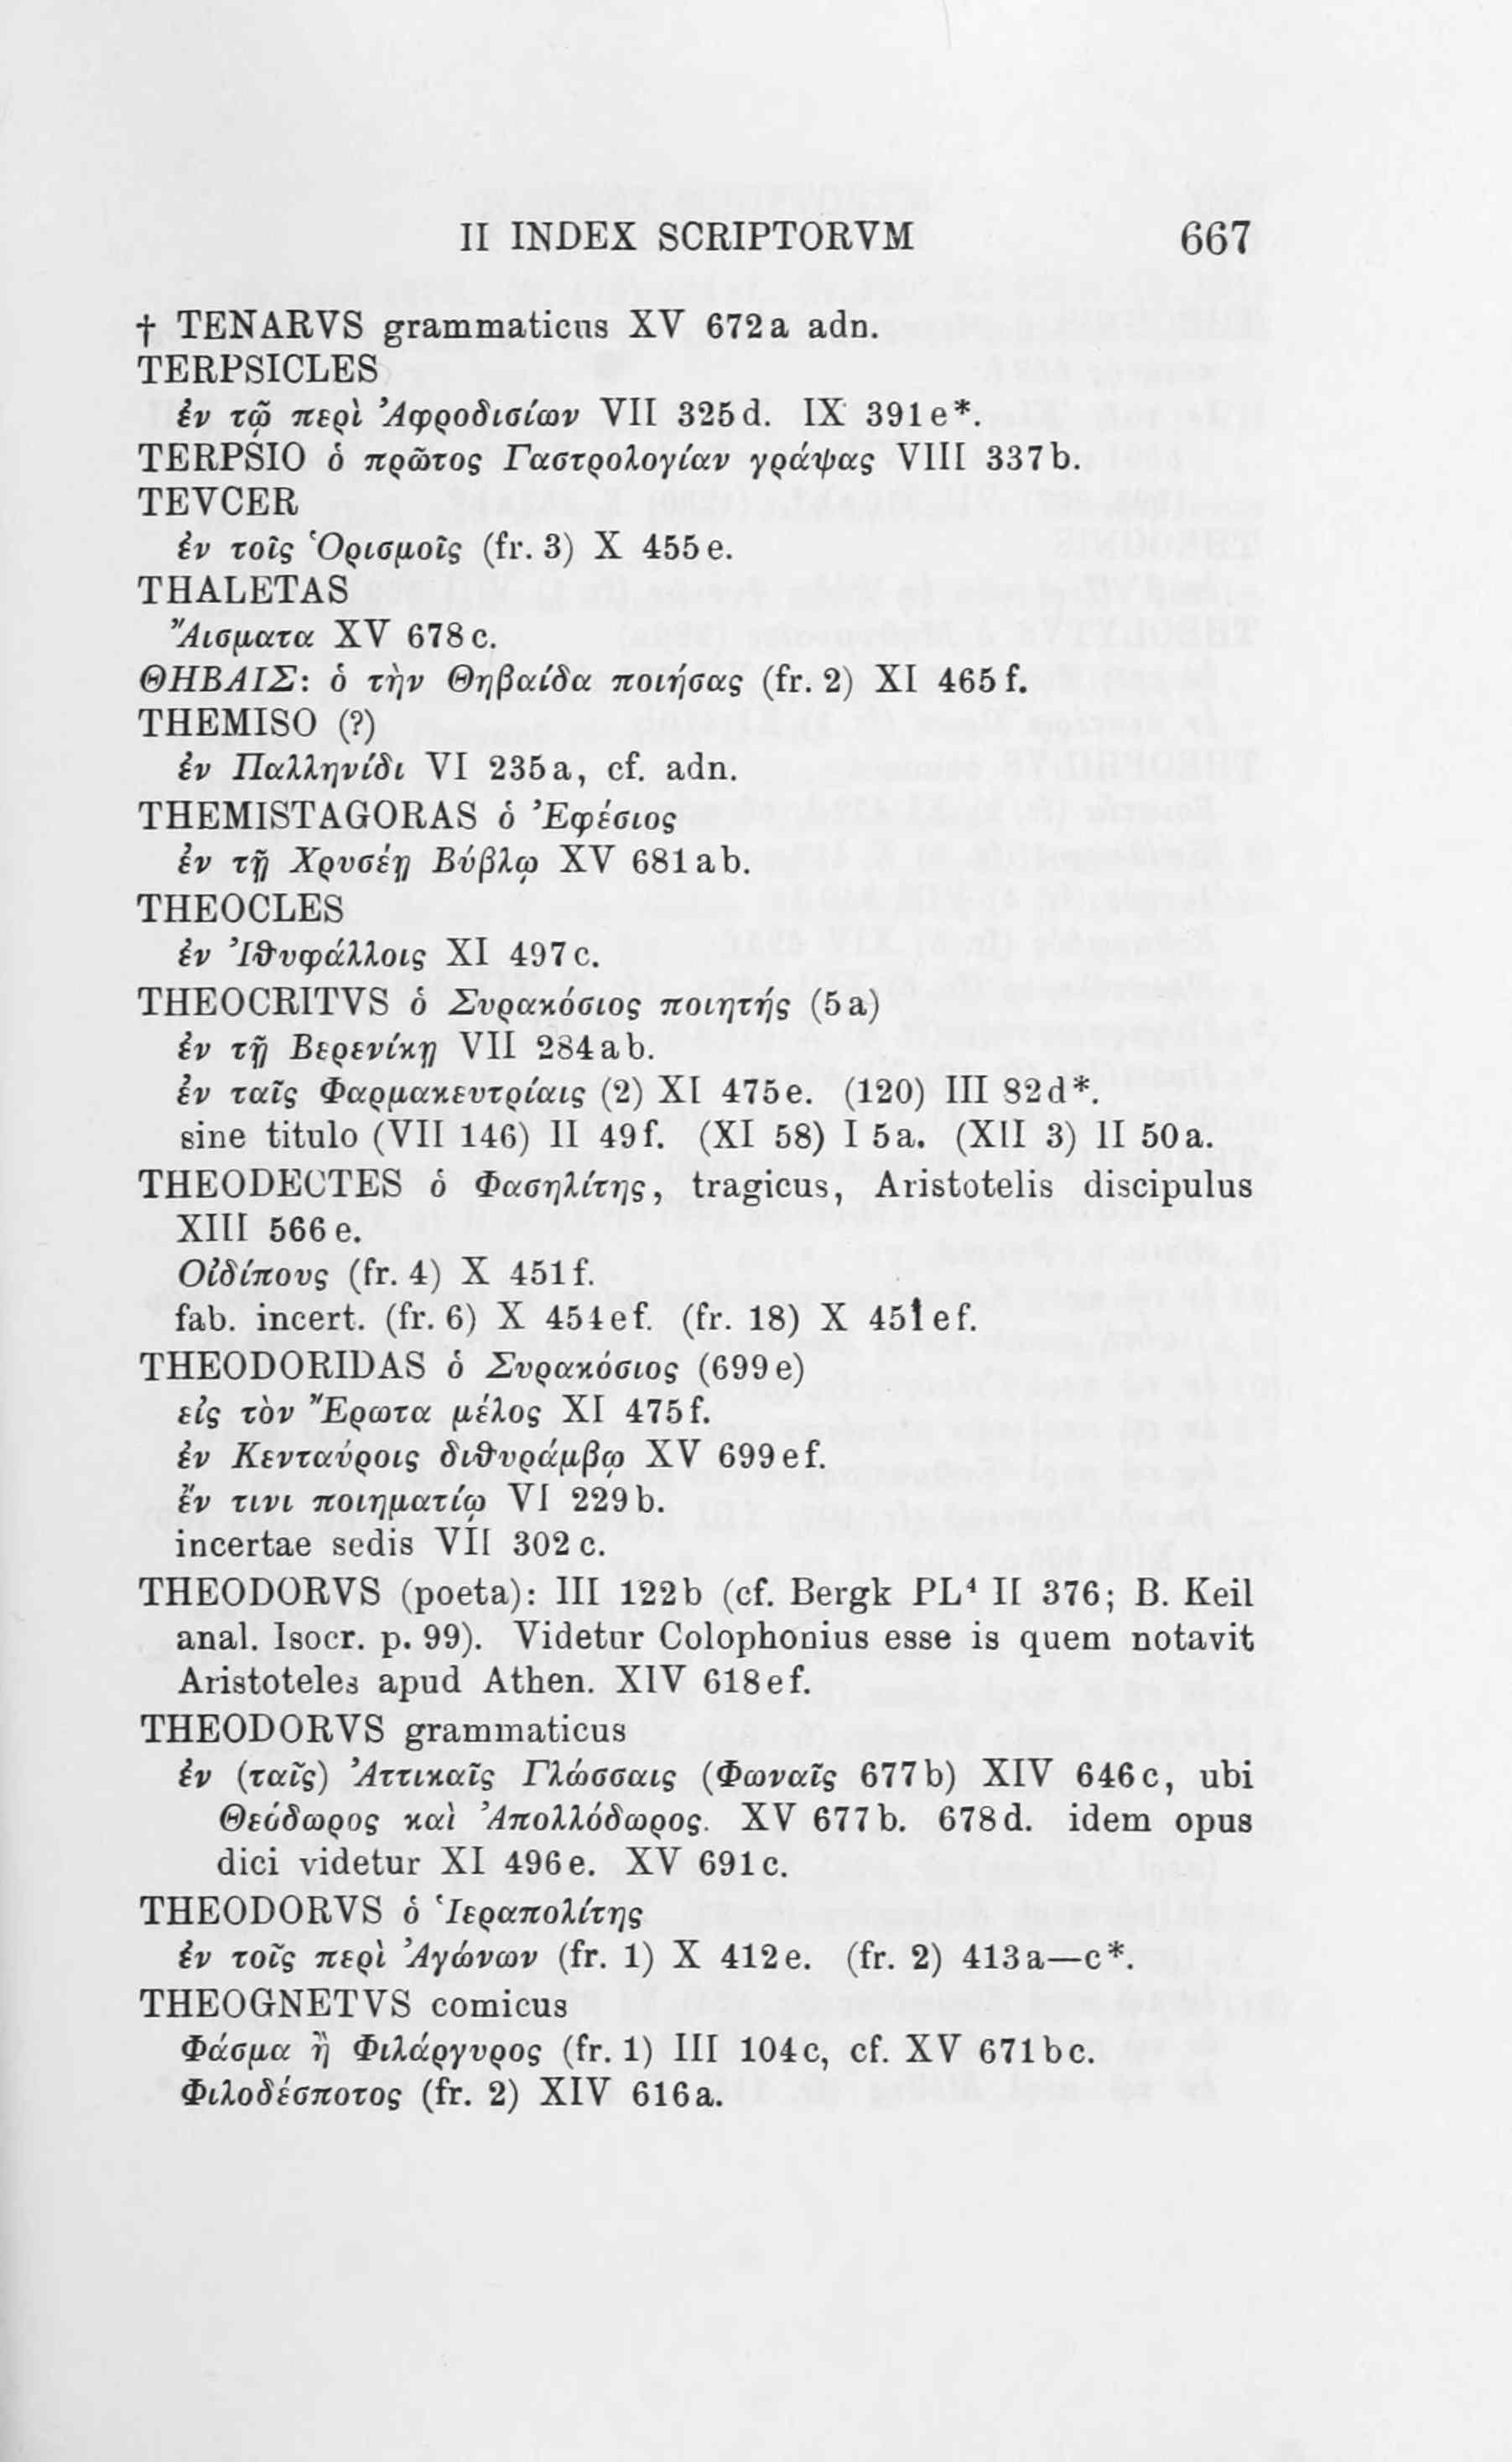 II INDEX SCRIPTORVM 667
† TENARVS grammaticus XV 672a adn.
TERPSICLES
ἐν τῷ περὶ Ἀφροδισίων VII 325d. IX 391e*.
TERPSIO ὁ πρῶτος Γαστρολογίαν γράψας VIII 337b.
TEVCER
ἐν τοῖς Ὁρισμοῖς (fr. 3) X 455e.
THALETAS
Ἄισματα XV 678c.
ΘΗΒΑΙΣ: ὁ τὴν Θηβαίδα ποιήσας (fr. 2) XI 465f.
THEMISO (?)
ἐν Παλληνίδι VI 235a, cf. adn.
THEMISTAGORAS ὁ Ἐφέσιος
ἐν τῇ Χρυσέῃ Βύβλῳ XV 681ab.
THEOCLES
ἐν Ἰθυφάλλοις XI 497c.
THEOCRITVS ὁ Συρακόσιος ποιητής (5a)
ἐν τῇ Βερενίκῃ VII 284ab.
ἐν ταῖς Φαρμακευτρίαις (2) XI 475e. (120) III 82d*.
sine titulo (VII 146) II 49f. (XI 58) I 5a. (XII 3) II 50a.
THEODECTES ὁ Φασηλίτης, tragicus, Aristotelis discipulus
XIII 566e.
Οἰδίπους (fr. 4) X 451f.
fab. incert. (fr. 6) X 454ef. (fr. 18) X 451ef.
THEODORIDAS ὁ Συρακόσιος (699e)
εἰς τὸν Ἔρωτα μέλος XI 475f.
ἐν Κενταύροις διθυράμβῳ XV 699ef.
ἔν τινι ποιηματίῳ VI 229b.
incertae sedis VII 302c.
THEODORVS (poeta): III 122b (cf. Bergk PL⁴ II 376; B. Keil
anal. Isocr. p. 99). Videtur Colophonius esse is quem notavit
Aristoteles apud Athen. XIV 618ef.
THEODORVS grammaticus
ἐν (ταῖς) Ἀττικαῖς Γλώσσαις (Φωναῖς 677b) XIV 646c, ubi
Θεόδωρος καὶ Ἀπολλόδωρος. XV 677b. 678d. idem opus
dici videtur XI 496e. XV 691c.
THEODORVS ὁ Ἱεραπολίτης
ἐν τοῖς περὶ Ἀγώνων (fr. 1) X 412e. (fr. 2) 413a—c*.
THEOGNETVS comicus
Φάσμα ἢ Φιλάργυρος (fr. 1) III 104c, cf. XV 671bc.
Φιλοδέσποτος (fr. 2) XIV 616a.